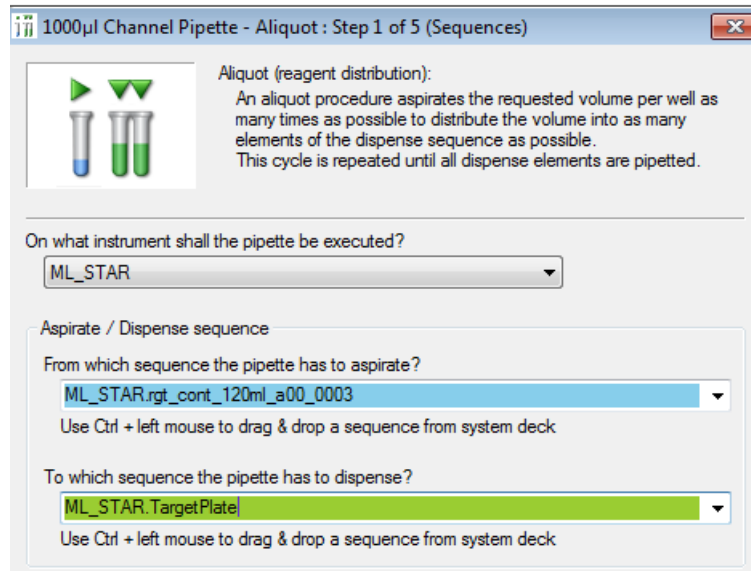 1000µl Channel Pipette - Aliquot : Step 1 of 5 (Sequences)
Aliquot (reagent distribution):
An aliquot procedure aspirates the requested volume per well as
many times as possible to distribute the volume into as many
elements of the dispense sequence as possible.
This cycle is repeated until all dispense elements are pipetted.
On what instrument shall the pipette be executed?
ML_STAR
Aspirate / Dispense sequence
From which sequence the pipette has to aspirate?
ML_STAR.rgt_cont_120ml_a00_0003
Use Ctrl + left mouse to drag & drop a sequence from system deck
To which sequence the pipette has to dispense?
ML_STAR.TargetPlate
Use Ctrl + left mouse to drag & drop a sequence from system deck